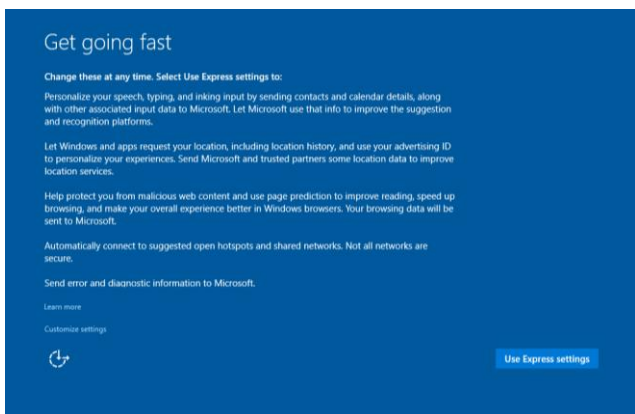 Get going fast
Change these at any time. Select Use Express settings to:
Personalize your speech, typing, and inking input by sending contacts and calendar details, along
with other associated input data to Microsoft. Let Microsoft use that info to improve the suggestion
and recognition platforms.
Let Windows and apps request your location, including location history, and use your advertising ID
to personalize your experiences. Send Microsoft and trusted partners some location data to improve
location services.
Help protect you from malicious web content and use page prediction to improve reading, speed up
browsing, and make your overall experience better in Windows browsers. Your browsing data will be
sent to Microsoft.
Automatically connect to suggested open hotspots and shared networks. Not all networks are
secure.
Send error and diagnostic information to Microsoft.
Learn more
Customize settings
Use Express settings